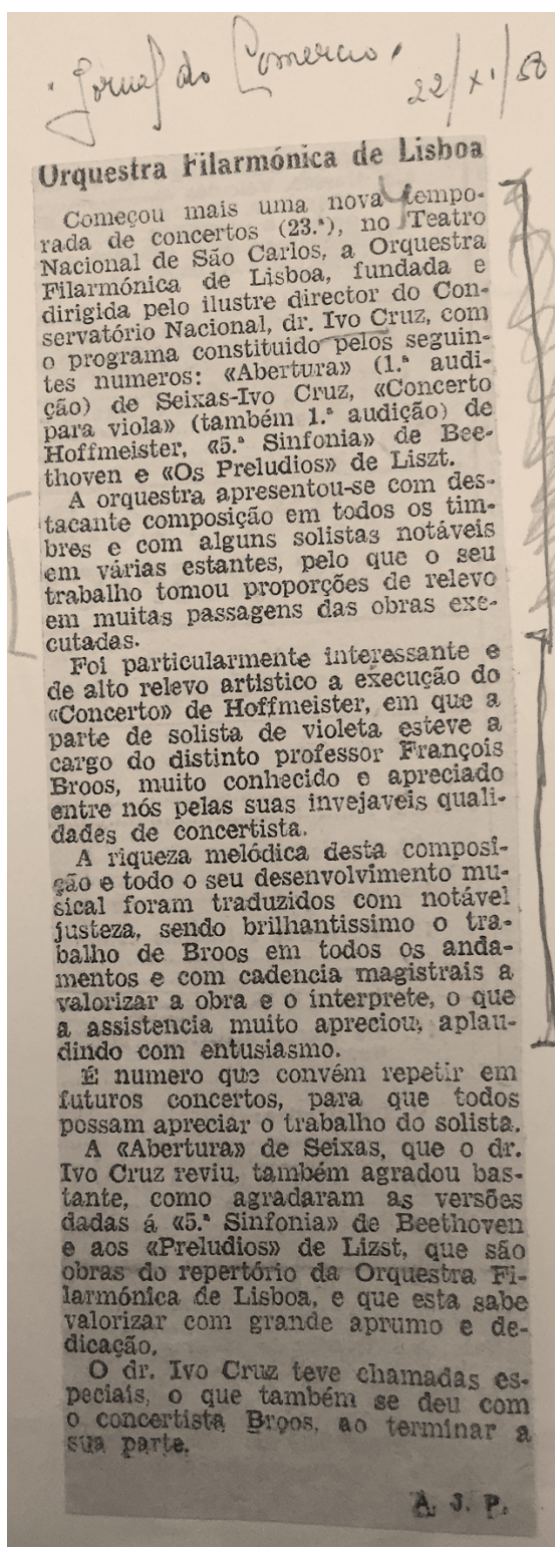 "Jornal do Comercio"
22/XI/58
Orquestra Filarmónica de Lisboa
Começou mais uma nova tempo-
rada de concertos (23.ª), no Teatro
Nacional de São Carlos, a Orquestra
Filarmónica de Lisboa, fundada e
dirigida pelo ilustre director do Con-
servatório Nacional, dr. Ivo Cruz, com
o programa constituido pelos seguin-
tes numeros: «Abertura» (1.ª audi-
ção) de Seixas-Ivo Cruz, «Concerto
para viola» (também 1.ª audição) de
Hoffmeister, «5.ª Sinfonia» de Bee-
thoven e «Os Preludios» de Liszt.
A orquestra apresentou-se com des-
tacante composição em todos os tim-
bres e com alguns solistas notáveis
em várias estantes, pelo que o seu
trabalho tomou proporções de relevo
em muitas passagens das obras exe-
cutadas.
Foi particularmente interessante e
de alto relevo artistico a execução do
«Concerto» de Hoffmeister, em que a
parte de solista de violeta esteve a
cargo do distinto professor François
Broos, muito conhecido e apreciado
entre nós pelas suas invejaveis quali-
dades de concertista.
A riqueza melódica desta composi-
ção e todo o seu desenvolvimento mu-
sical foram traduzidos com notável
justeza, sendo brilhantissimo o tra-
balho de Broos em todos os anda-
mentos e com cadencia magistrais a
valorizar a obra e o interprete, o que
a assistencia muito apreciou, aplau-
dindo com entusiasmo.
É numero que convém repetir em
futuros concertos, para que todos
possam apreciar o trabalho do solista.
A «Abertura» de Seixas, que o dr.
Ivo Cruz reviu, também agradou bas-
tante, como agradaram as versões
dadas á «5.ª Sinfonia» de Beethoven
e aos «Preludios» de Lizst, que são
obras do repertório da Orquestra Fi-
larmónica de Lisboa, e que esta sabe
valorizar com grande aprumo e de-
dicação.
O dr. Ivo Cruz teve chamadas es-
peciais, o que também se deu com
o concertista Broos, ao terminar a
sua parte.
A. J. P.